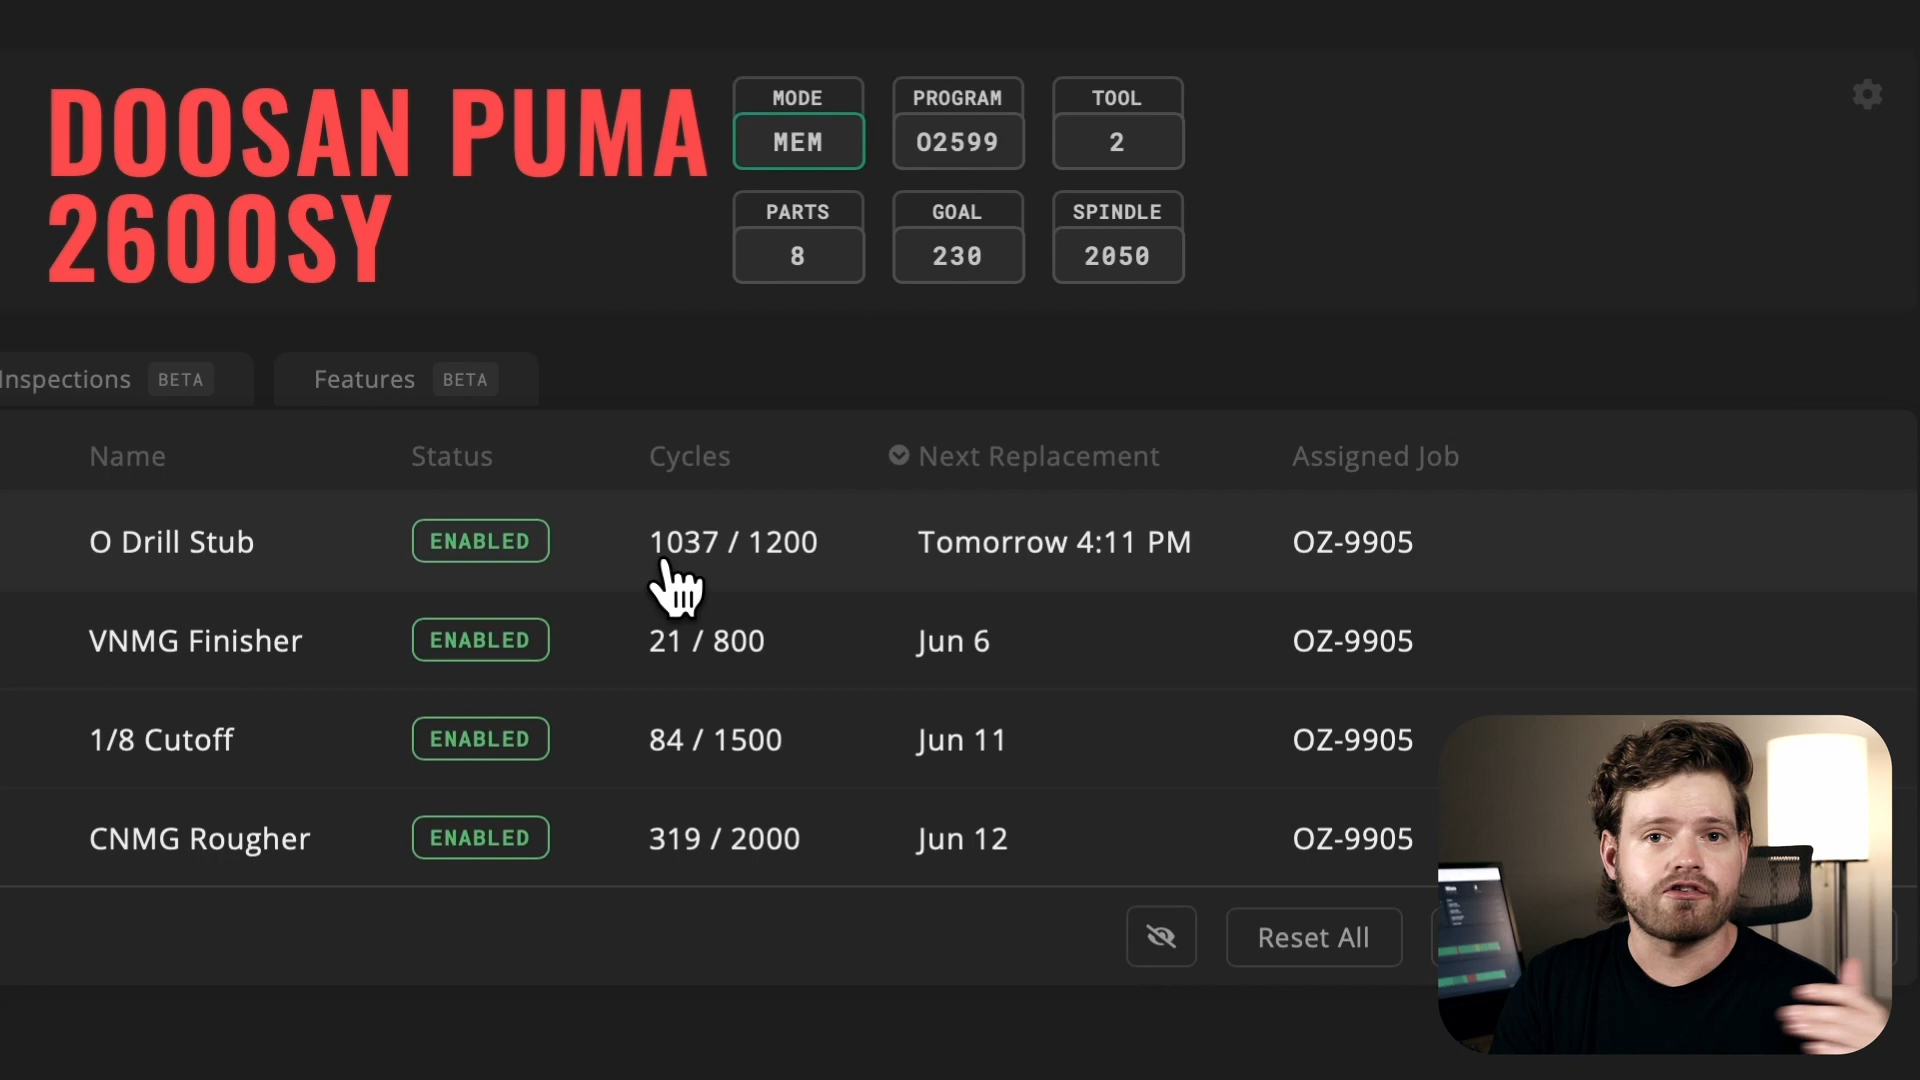 DOOSAN PUMA
2600SY
MODE
MEM
PROGRAM
O2599
TOOL
2
PARTS
8
GOAL
230
SPINDLE
2050
Inspections BETA
Features BETA
Name Status Cycles Next Replacement Assigned Job
O Drill Stub ENABLED 1037 / 1200 Tomorrow 4:11 PM OZ-9905
VNMG Finisher ENABLED 21 / 800 Jun 6 OZ-9905
1/8 Cutoff ENABLED 84 / 1500 Jun 11 OZ-9905
CNMG Rougher ENABLED 319 / 2000 Jun 12 OZ-9905
Reset All